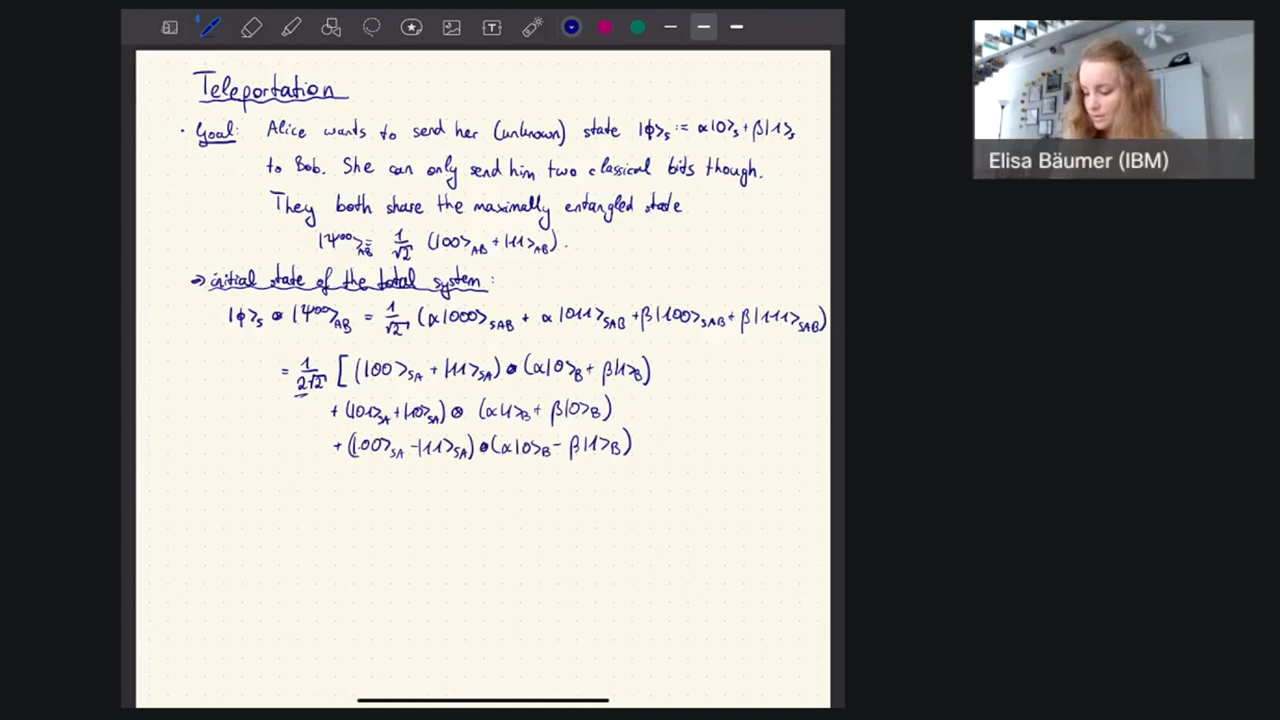 Teleportation
• Goal: Alice wants to send her (unknown) state |ϕ⟩_S := α|0⟩_S + β|1⟩_S
to Bob. She can only send him two classical bits though.
They both share the maximally entangled state
|ψ⁰⁰⟩_AB = 1/√2 (|00⟩_AB + |11⟩_AB).
→ initial state of the total system:
|ϕ⟩_S ⊗ |ψ⁰⁰⟩_AB = 1/√2 (α|000⟩_SAB + α|011⟩_SAB + β|100⟩_SAB + β|111⟩_SAB)
= 1/2√2 [(|00⟩_SA + |11⟩_SA) ⊗ (α|0⟩_B + β|1⟩_B)
+ (|01⟩_SA + |10⟩_SA) ⊗ (α|1⟩_B + β|0⟩_B)
+ (|00⟩_SA − |11⟩_SA) ⊗ (α|0⟩_B − β|1⟩_B)
Elisa Bäumer (IBM)